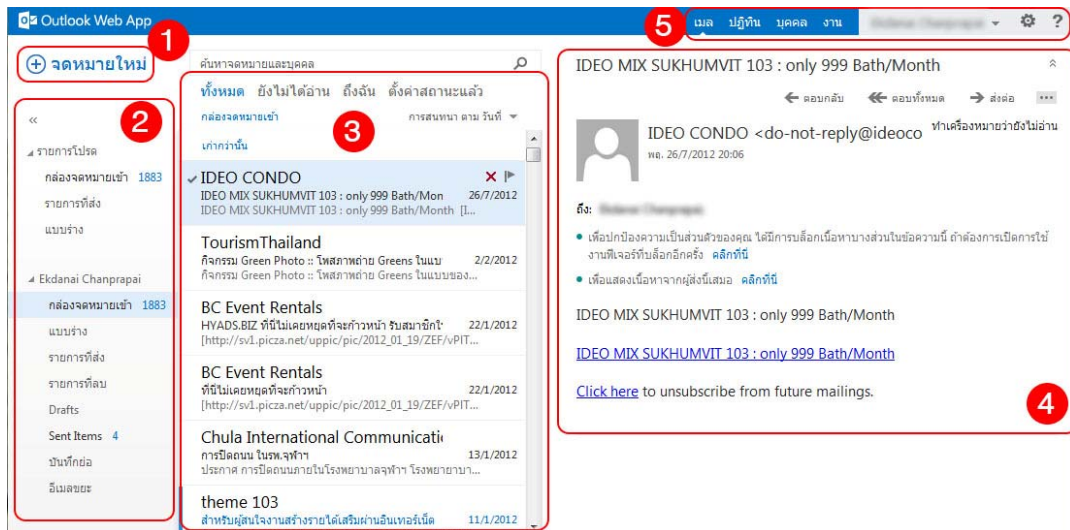 Outlook Web App
เมล ปฏิทิน บุคคล งาน
?
1
5
จดหมายใหม่
ค้นหาจดหมายและบุคคล
2
«
รายการโปรด
กล่องจดหมายเข้า 1883
รายการที่ส่ง
แบบร่าง
Ekdanai Chanprapai
กล่องจดหมายเข้า 1883
แบบร่าง
รายการที่ส่ง
รายการที่ลบ
Drafts
Sent Items 4
บันทึกย่อ
อีเมลขยะ
ทั้งหมด ยังไม่ได้อ่าน ถึงฉัน ตั้งค่าสถานะแล้ว
กล่องจดหมายเข้า
3
การสนทนา ตาม วันที่
เก่ากว่านั้น
IDEO CONDO
IDEO MIX SUKHUMVIT 103 : only 999 Bath/Mon 26/7/2012
IDEO MIX SUKHUMVIT 103 : only 999 Bath/Month [I...
TourismThailand
กิจกรรม Green Photo :: โพสภาพถ่าย Greens ในแบบ 2/2/2012
กิจกรรม Green Photo :: โพสภาพถ่าย Greens ในแบบของ...
BC Event Rentals
HYADS.BIZ ที่นี่ไม่เคยหยุดที่จะก้าวหน้า รับสมาชิกใ 22/1/2012
[http://sv1.picza.net/uppic/pic/2012_01_19/ZEF/vPIT...
BC Event Rentals
ที่นี่ไม่เคยหยุดที่จะก้าวหน้า 22/1/2012
[http://sv1.picza.net/uppic/pic/2012_01_19/ZEF/vPIT...
Chula International Communicati
การปิดถนน ในรพ.จุฬาฯ 13/1/2012
ประกาศ การปิดถนนภายในโรงพยาบาลจุฬาฯ โรงพยายาบา...
theme 103
สำหรับผู้สนใจงานสร้างรายได้เสริมผ่านอินเทอร์เน็ต 11/1/2012
IDEO MIX SUKHUMVIT 103 : only 999 Bath/Month
ตอบกลับ ตอบทั้งหมด ส่งต่อ ...
ทำเครื่องหมายว่ายังไม่อ่าน
IDEO CONDO <do-not-reply@ideoco
พฤ. 26/7/2012 20:06
ถึง:
• เพื่อปกป้องความเป็นส่วนตัวของคุณ ได้มีการบล็อกเนื้อหาบางส่วนในข้อความนี้ ถ้าต้องการเปิดการใช้
งานฟีเจอร์ที่บล็อกอีกครั้ง คลิกที่นี่
• เพื่อแสดงเนื้อหาจากผู้ส่งนี้เสมอ คลิกที่นี่
IDEO MIX SUKHUMVIT 103 : only 999 Bath/Month
IDEO MIX SUKHUMVIT 103 : only 999 Bath/Month
Click here to unsubscribe from future mailings.
4